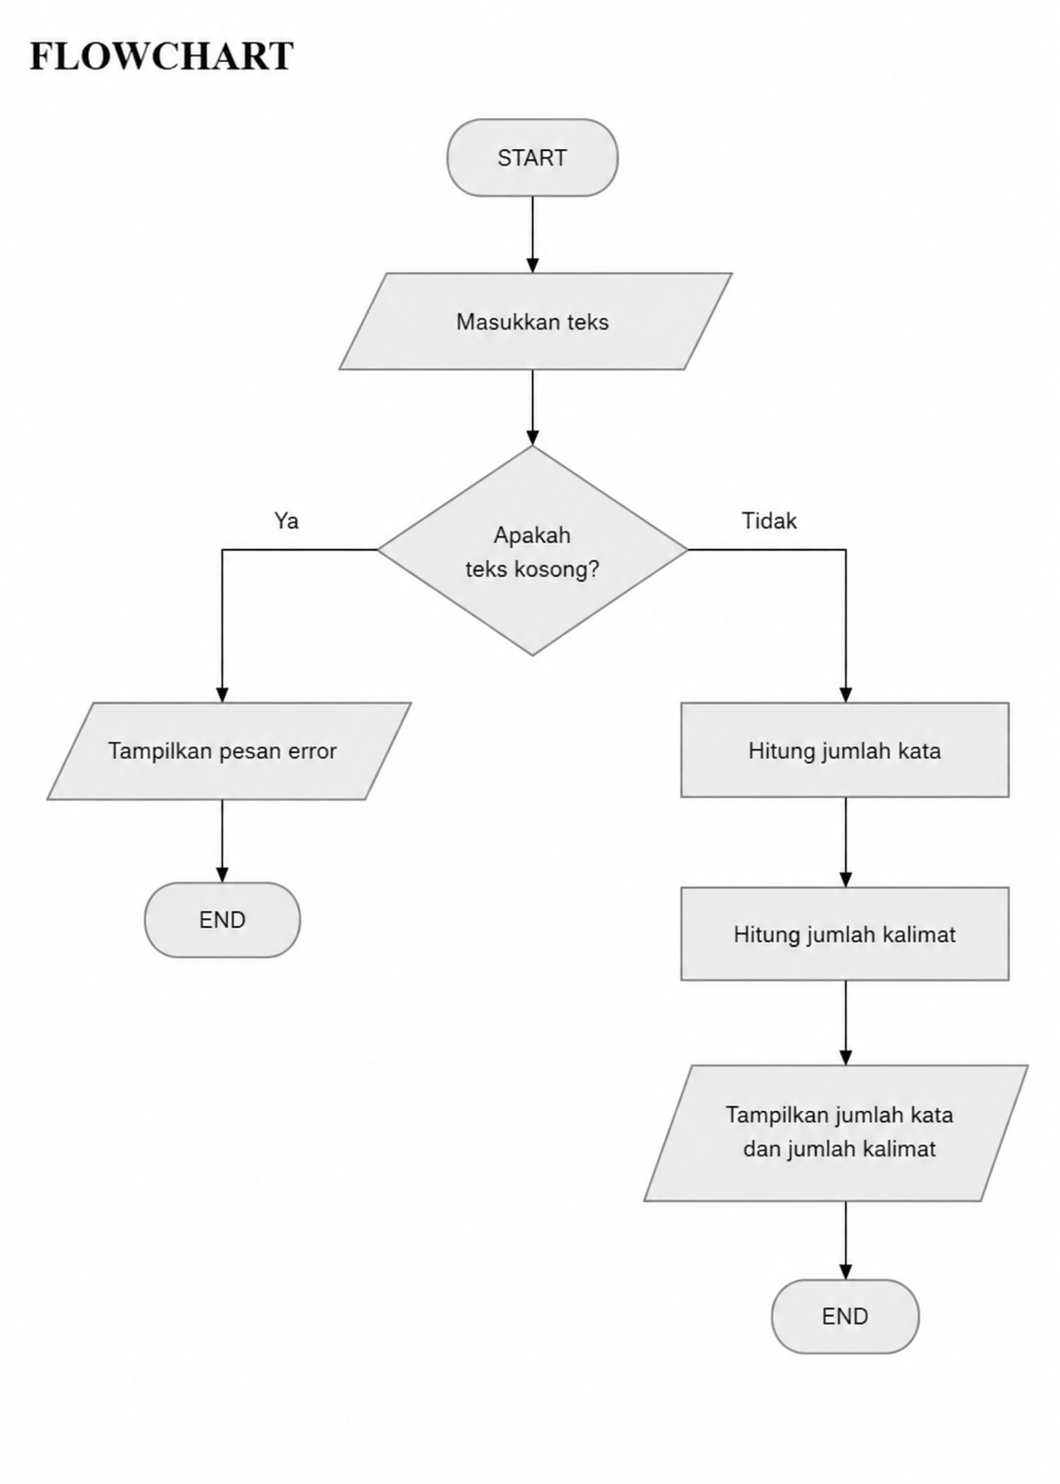 FLOWCHART
START
Masukkan teks
Apakah
teks kosong?
Ya
Tidak
Tampilkan pesan error
END
Hitung jumlah kata
Hitung jumlah kalimat
Tampilkan jumlah kata
dan jumlah kalimat
END